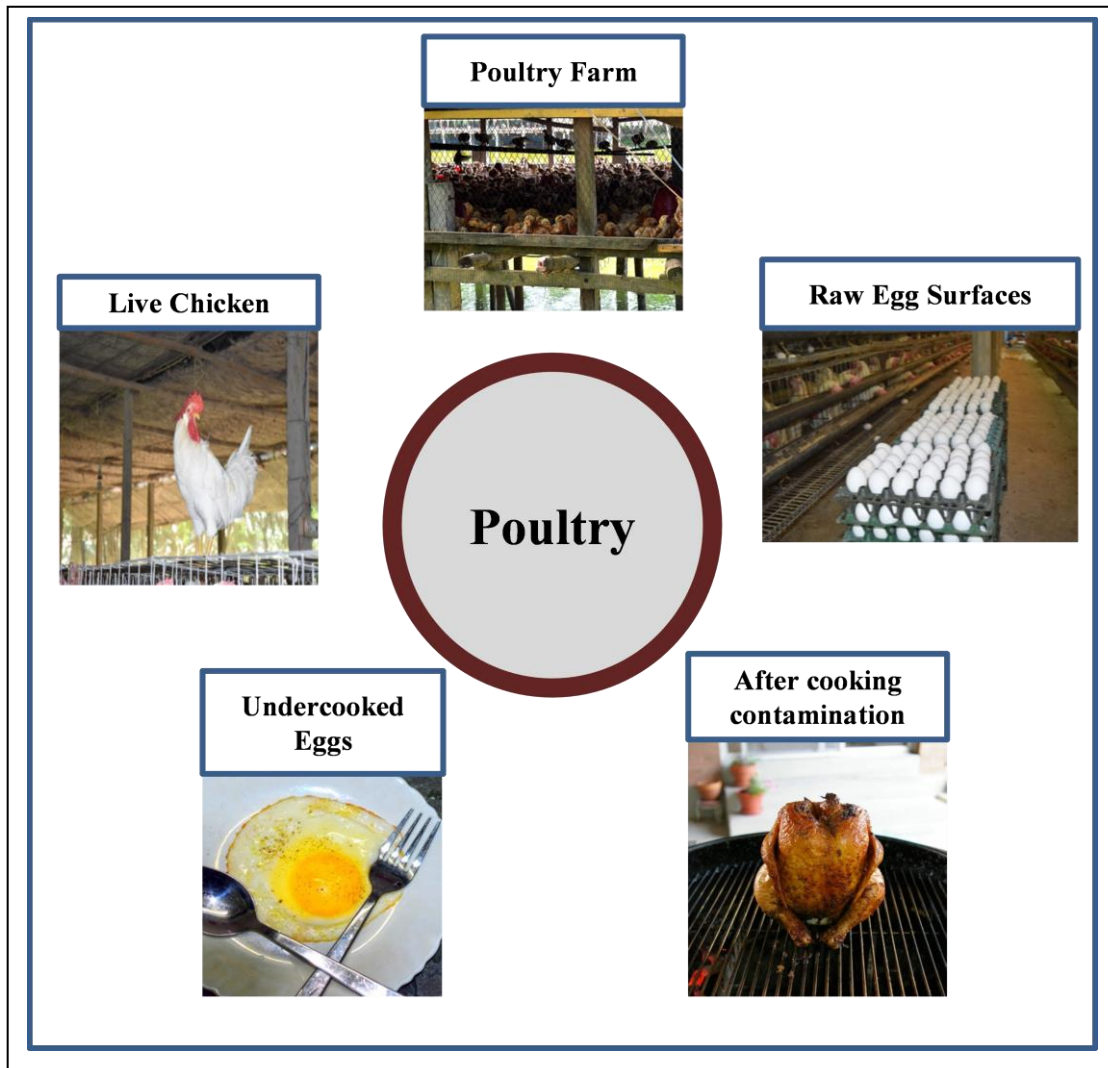 Poultry Farm
Live Chicken
Raw Egg Surfaces
Poultry
Undercooked
Eggs
After cooking
contamination